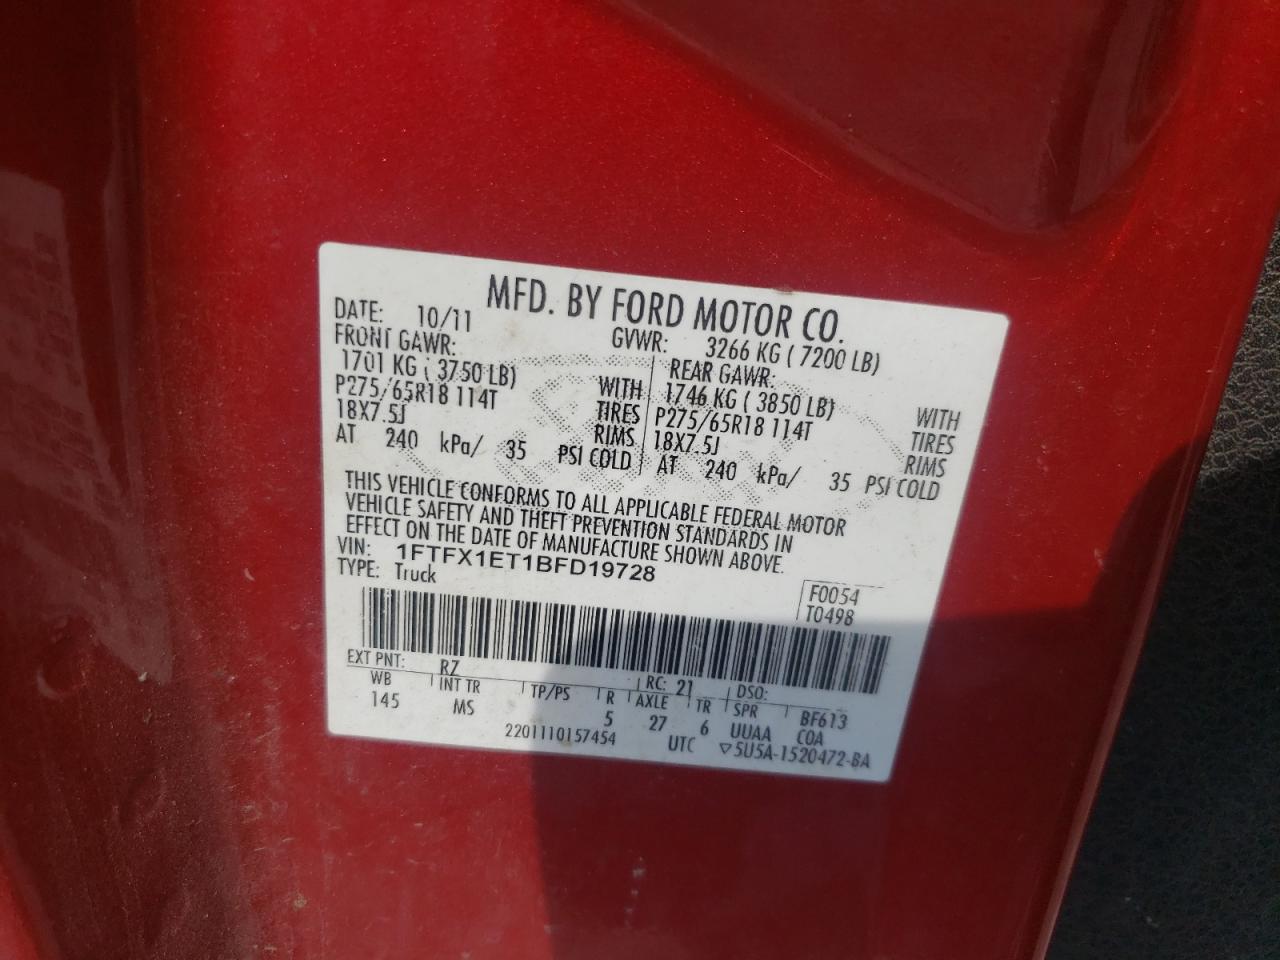 MFD. BY FORD MOTOR CO.
DATE: 10/11 GVWR: 3266 KG ( 7200 LB)
FRONT GAWR: REAR GAWR:
1701 KG ( 3750 LB) WITH 1746 KG ( 3850 LB) WITH
P275/65R18 114T TIRES P275/65R18 114T TIRES
18X7.5J RIMS 18X7.5J RIMS
AT 240 kPa/ 35 PSI COLD AT 240 kPa/ 35 PSI COLD
THIS VEHICLE CONFORMS TO ALL APPLICABLE FEDERAL MOTOR
VEHICLE SAFETY AND THEFT PREVENTION STANDARDS IN
EFFECT ON THE DATE OF MANUFACTURE SHOWN ABOVE.
VIN: 1FTFX1ET1BFD19728
TYPE: Truck
F0054
T0498
EXT PNT: RZ RC: 21 DSO:
WB INT TR TP/PS R AXLE TR SPR BF613
145 MS 5 27 6 UUAA COA
2201110157454 UTC ▽5U5A-1520472-BA